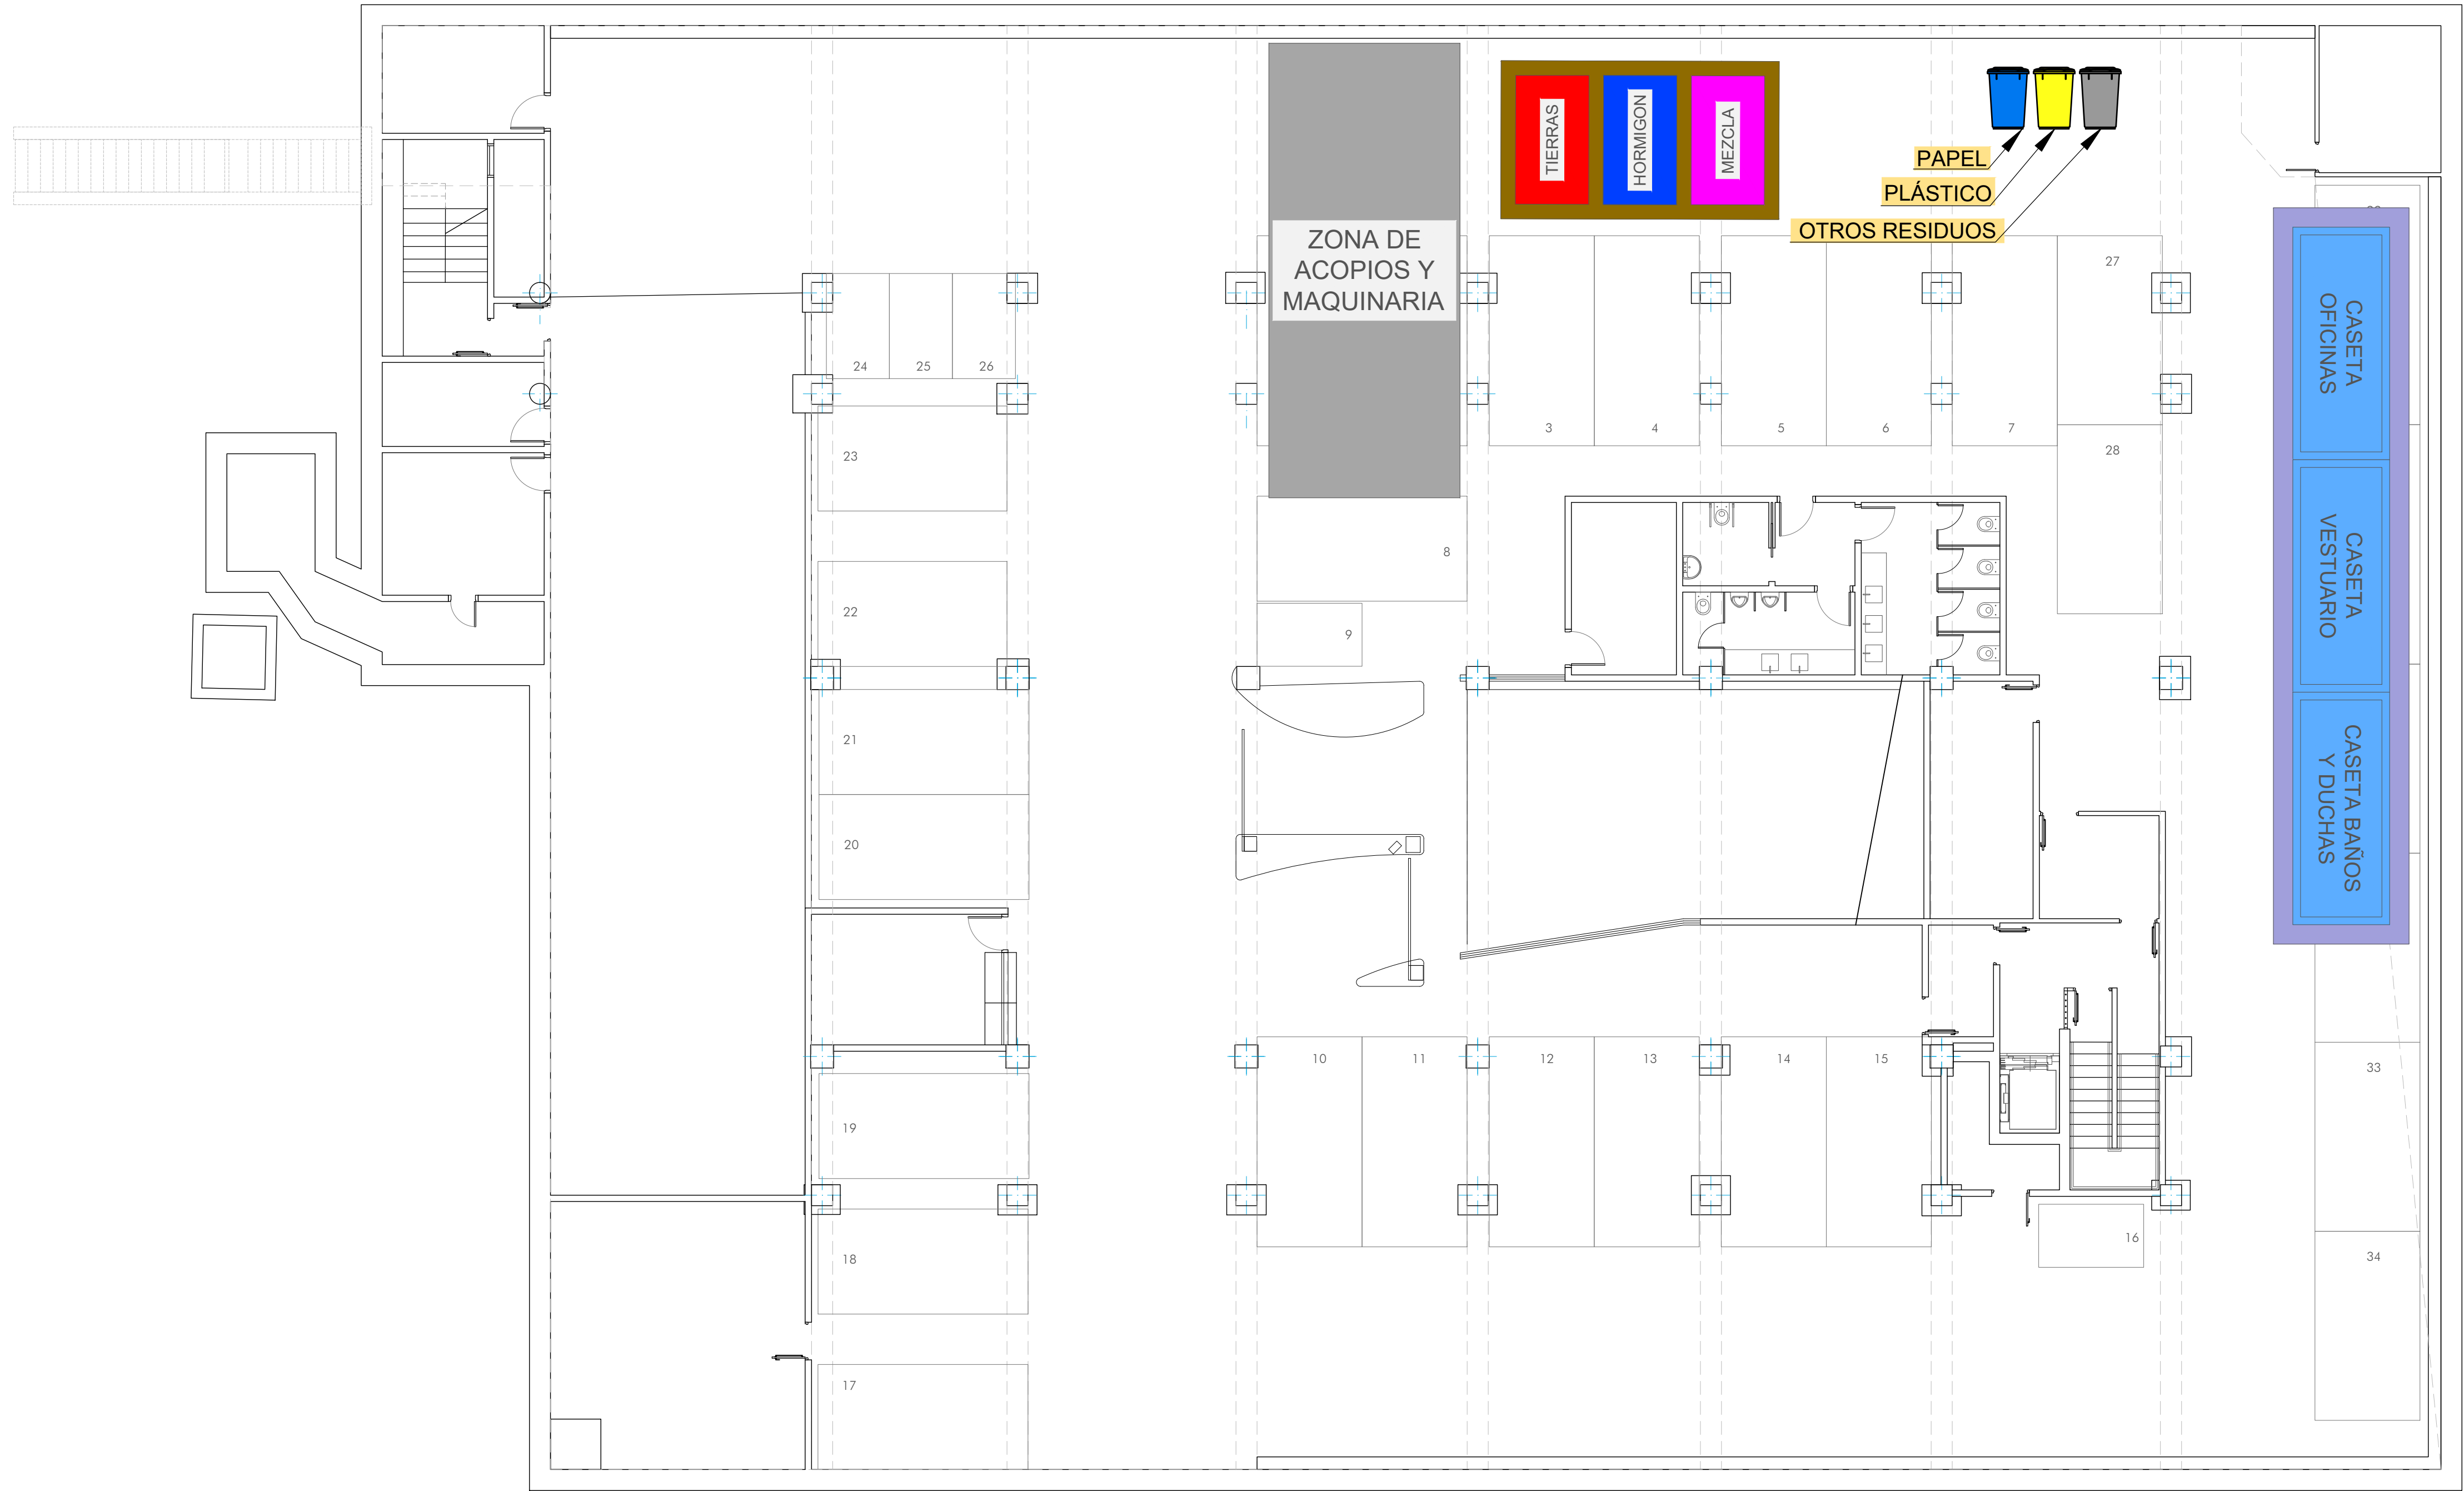 TIERRAS
HORMIGON
MEZCLA
PAPEL
PLÁSTICO
OTROS RESIDUOS
ZONA DE
ACOPIOS Y
MAQUINARIA
27
CASETA
OFICINAS
24
25
26
3
4
5
6
7
28
23
8
CASETA
VESTUARIO
22
9
21
CASETA BAÑOS
Y DUCHAS
20
10
11
12
13
14
15
33
19
16
18
34
17